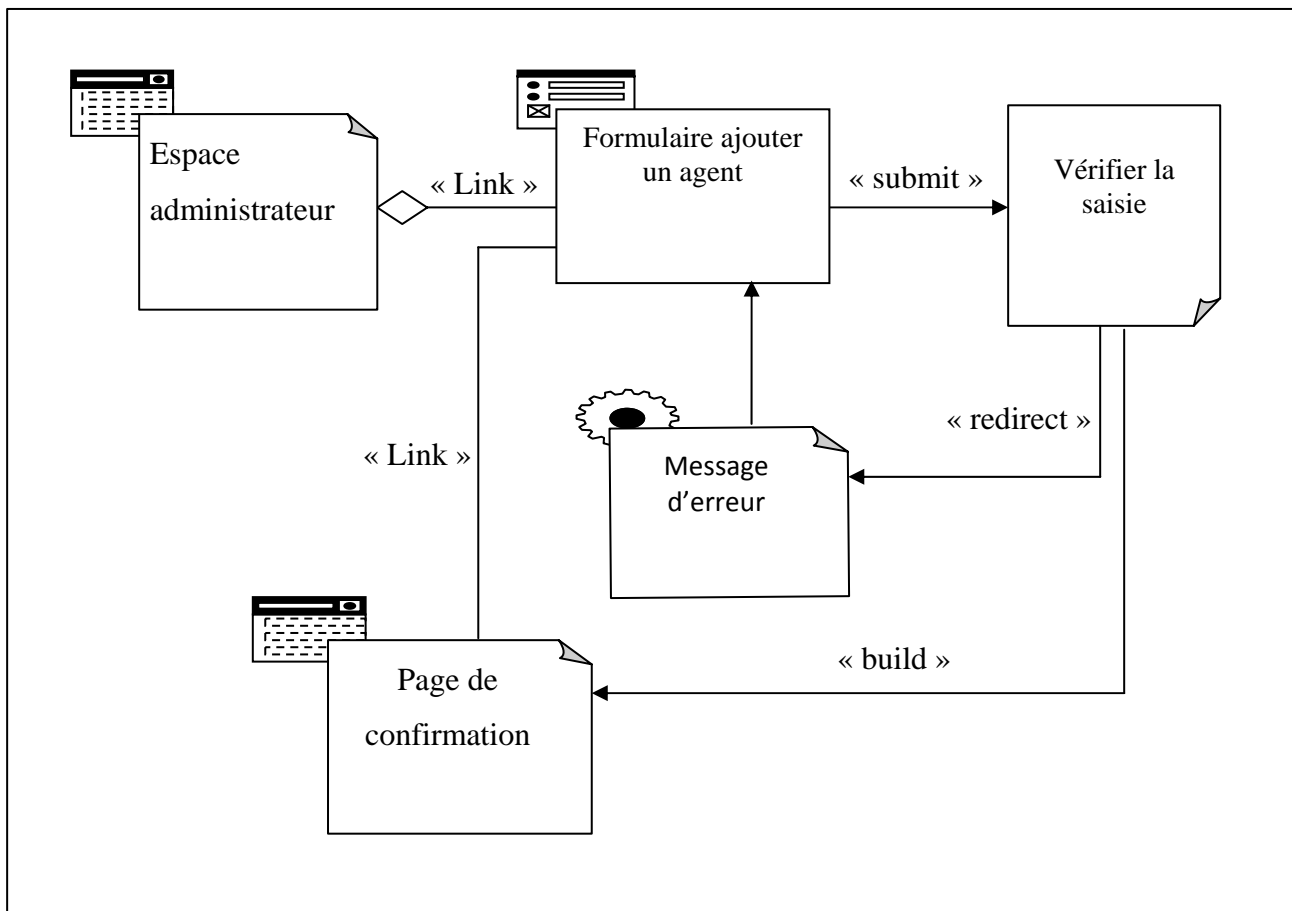 Espace
administrateur
« Link »
Formulaire ajouter
un agent
« submit »
Vérifier la
saisie
« redirect »
« Link »
Message
d’erreur
« build »
Page de
confirmation